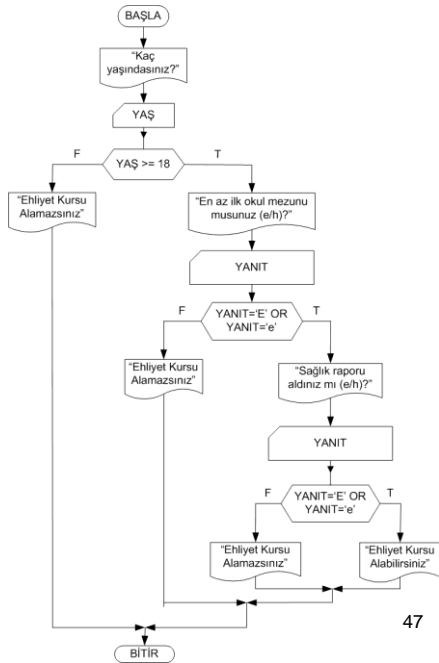 BAŞLA
“Kaç
yaşındasınız?”
YAŞ
F
YAŞ >= 18
T
“Ehliyet Kursu
Alamazsınız”
“En az ilk okul mezunu
musunuz (e/h)?”
YANIT
F
YANIT=‘E’ OR
YANIT=‘e’
T
“Ehliyet Kursu
Alamazsınız”
“Sağlık raporu
aldınız mı (e/h)?”
YANIT
F
YANIT=‘E’ OR
YANIT=‘e’
T
“Ehliyet Kursu
Alamazsınız”
“Ehliyet Kursu
Alabilirsiniz”
47
BİTİR